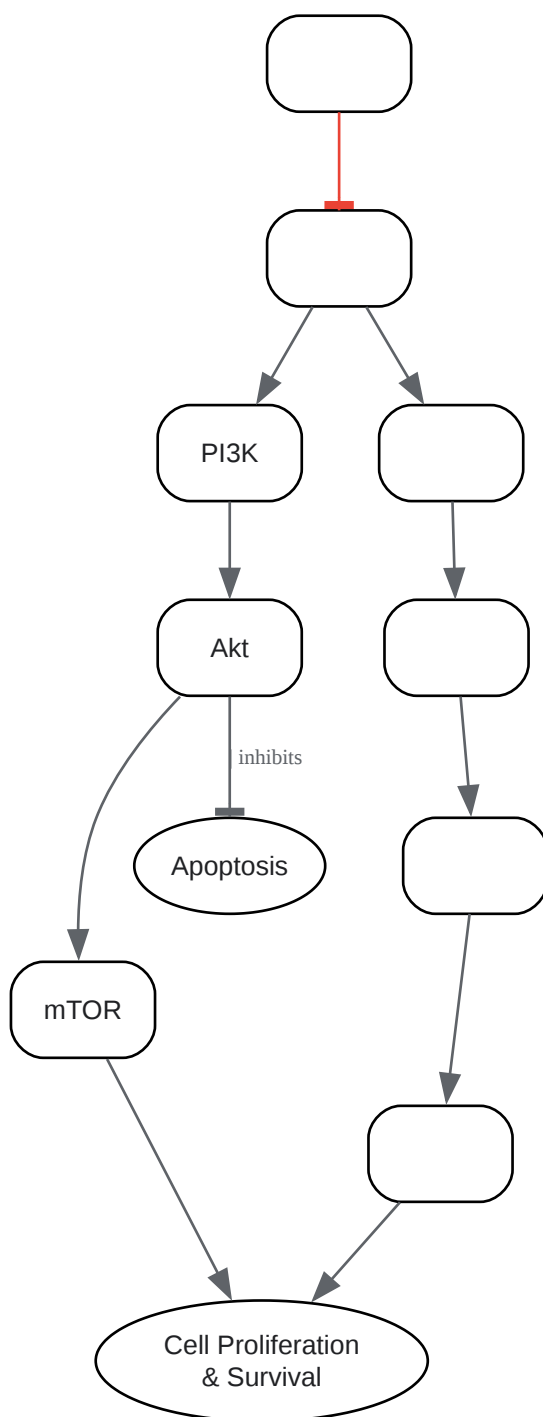 PI3K
Akt
inhibits
Apoptosis
mTOR
Cell Proliferation
& Survival